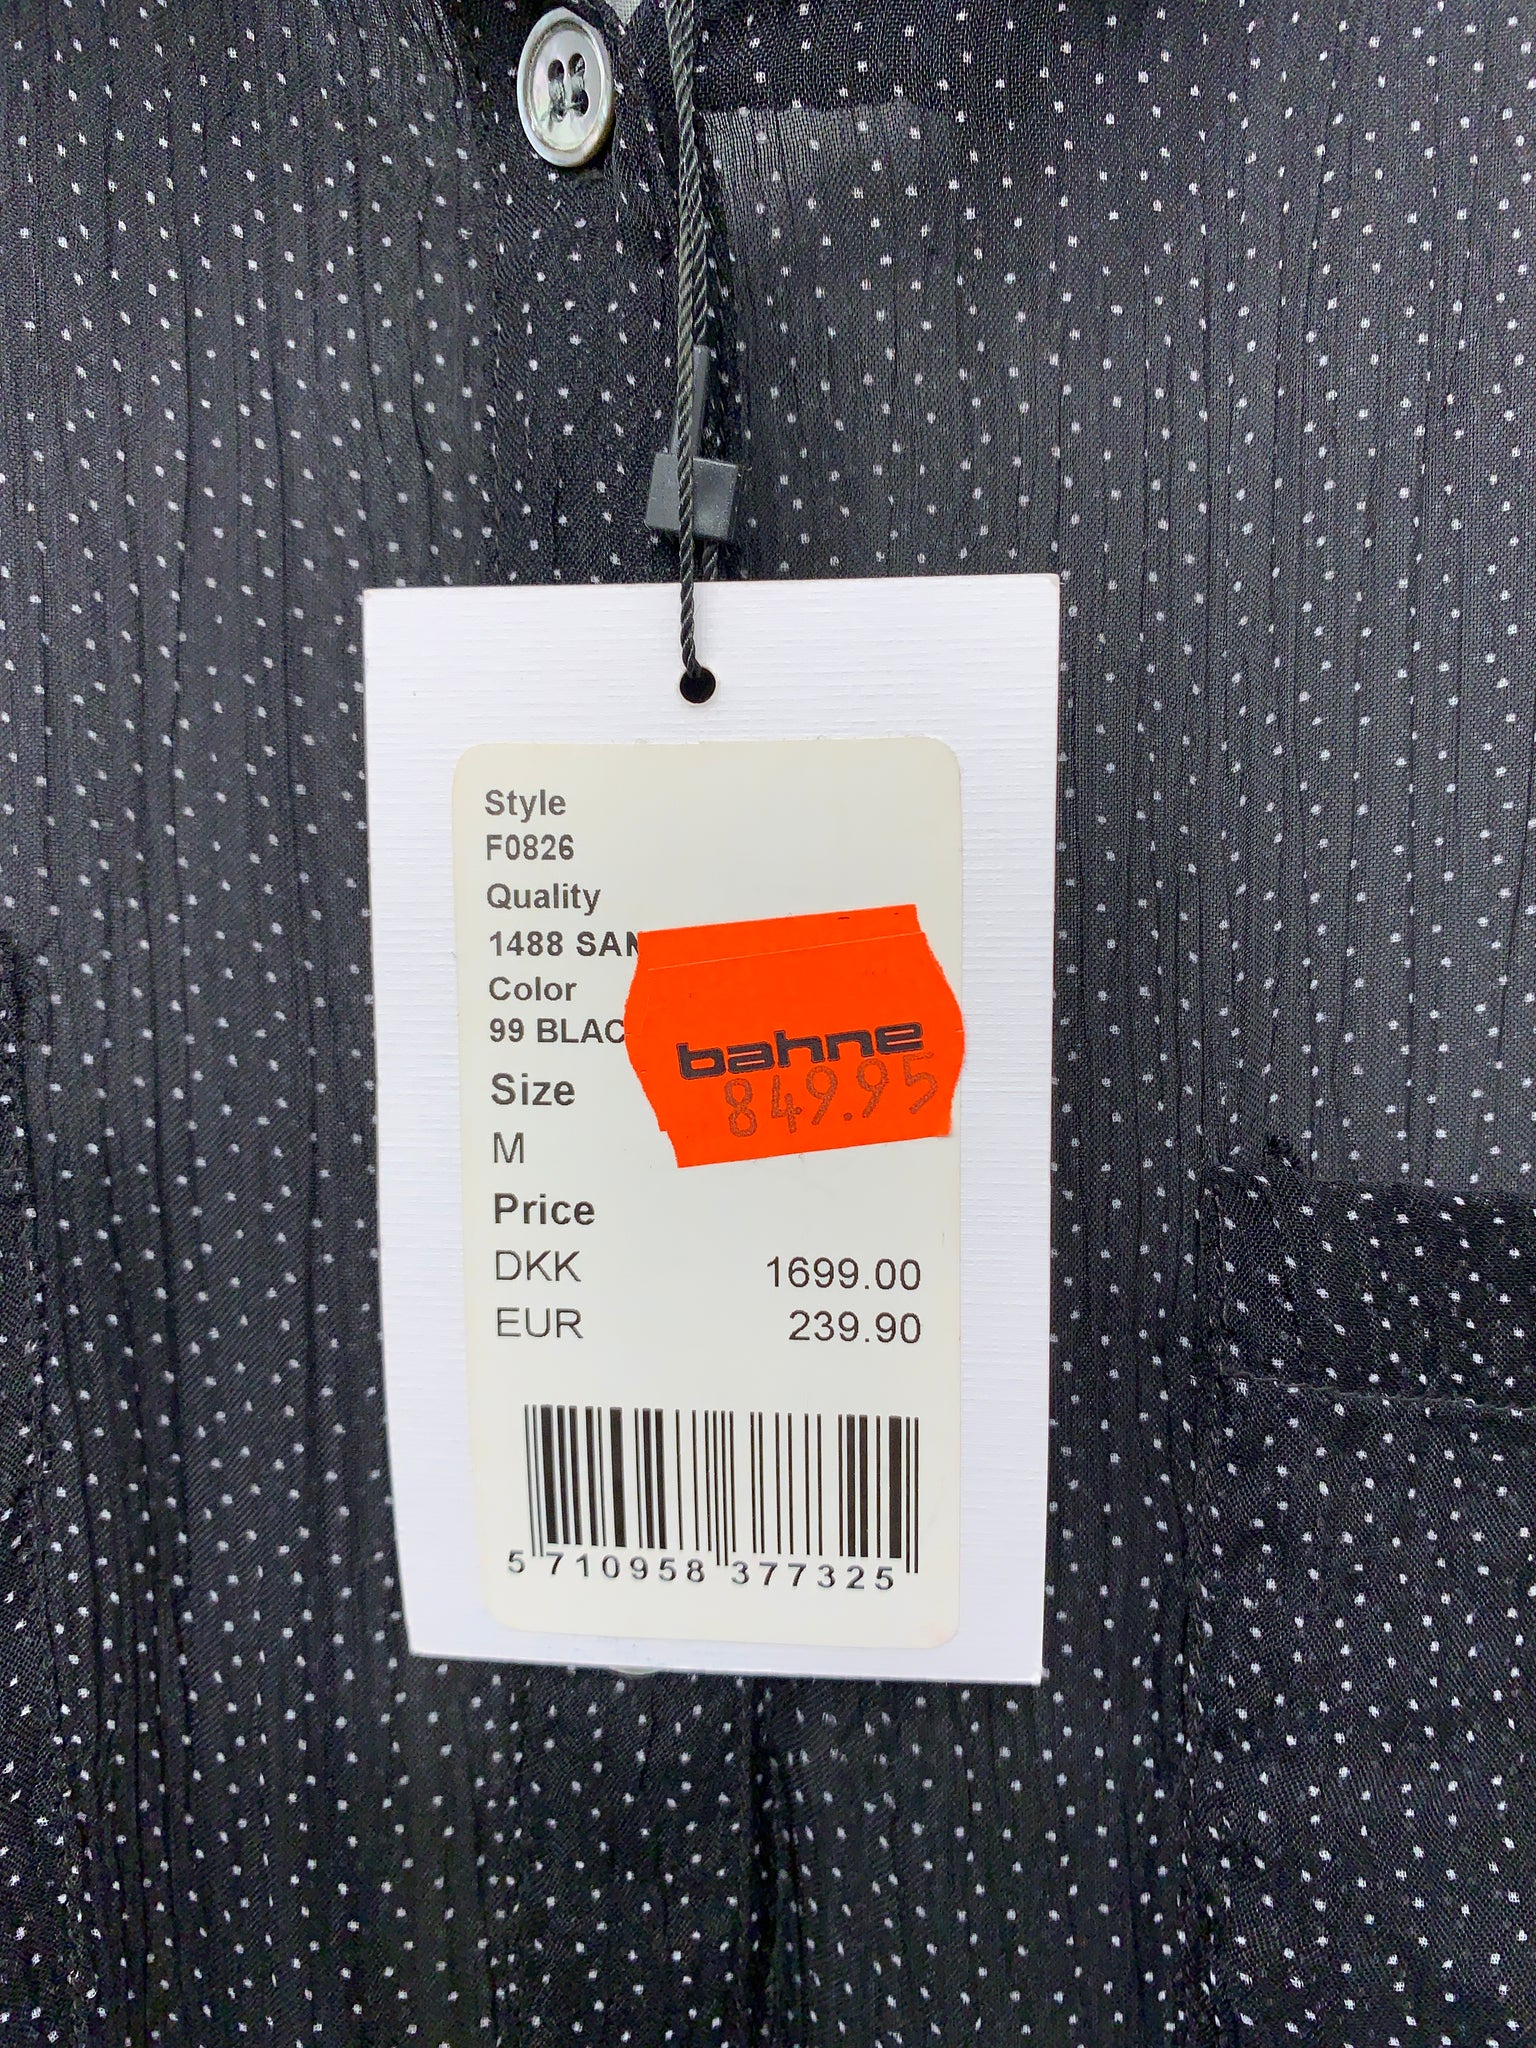 Style
F0826
Quality
1488 SAN
Color
99 BLAC
bahne
849.95
Size
M
Price
DKK 1699.00
EUR 239.90
5 710958 377325